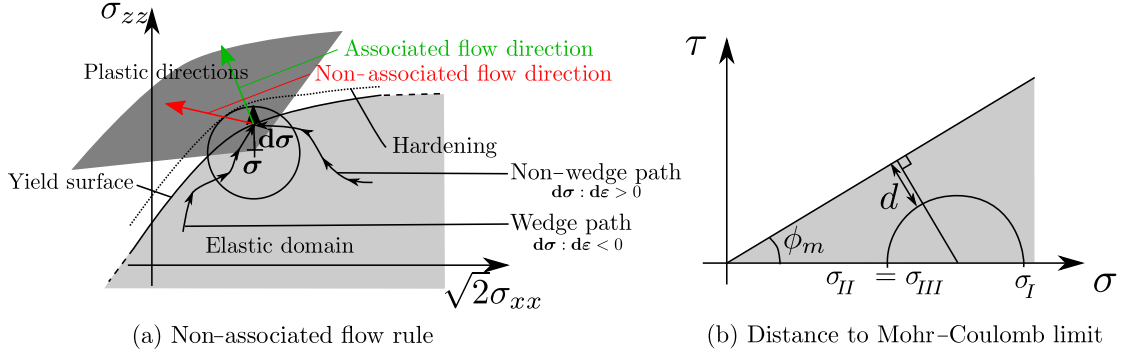 σzz
Associated flow direction
Plastic directions
Non-associated flow direction
dσ
σ
Hardening
Yield surface
Non-wedge path
dσ : dε > 0
Wedge path
dσ : dε < 0
Elastic domain
√2σxx
(a) Non-associated flow rule
τ
d
ϕm
σII = σIII
σI
σ
(b) Distance to Mohr-Coulomb limit